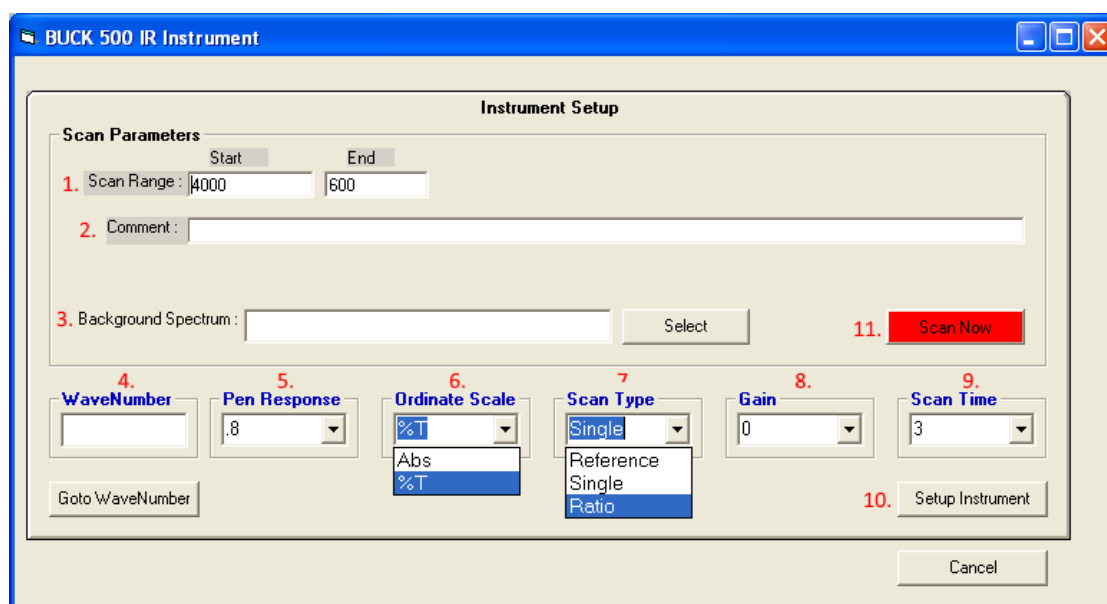 BUCK 500 IR Instrument
Instrument Setup
Scan Parameters
Start End
1. Scan Range : 4000 600
2. Comment :
3. Background Spectrum : Select 11. Scan Now
4. 5. 6. 7 8. 9.
WaveNumber Pen Response Ordinate Scale Scan Type Gain Scan Time
.8 %T Single 0 3
Abs Reference
%T Single
Goto WaveNumber Ratio 10. Setup Instrument
Cancel